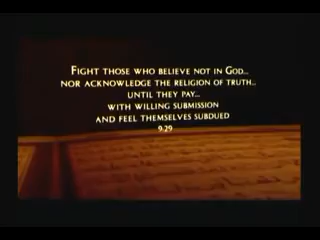 FIGHT THOSE WHO BELIEVE NOT IN GOD...
NOR ACKNOWLEDGE THE RELIGION OF TRUTH...
UNTIL THEY PAY...
WITH WILLING SUBMISSION
AND FEEL THEMSELVES SUBDUED
9.29